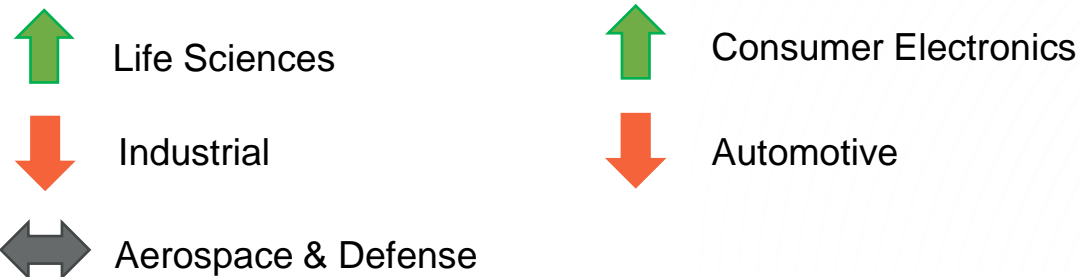 Life Sciences
Consumer Electronics
Industrial
Automotive
Aerospace & Defense